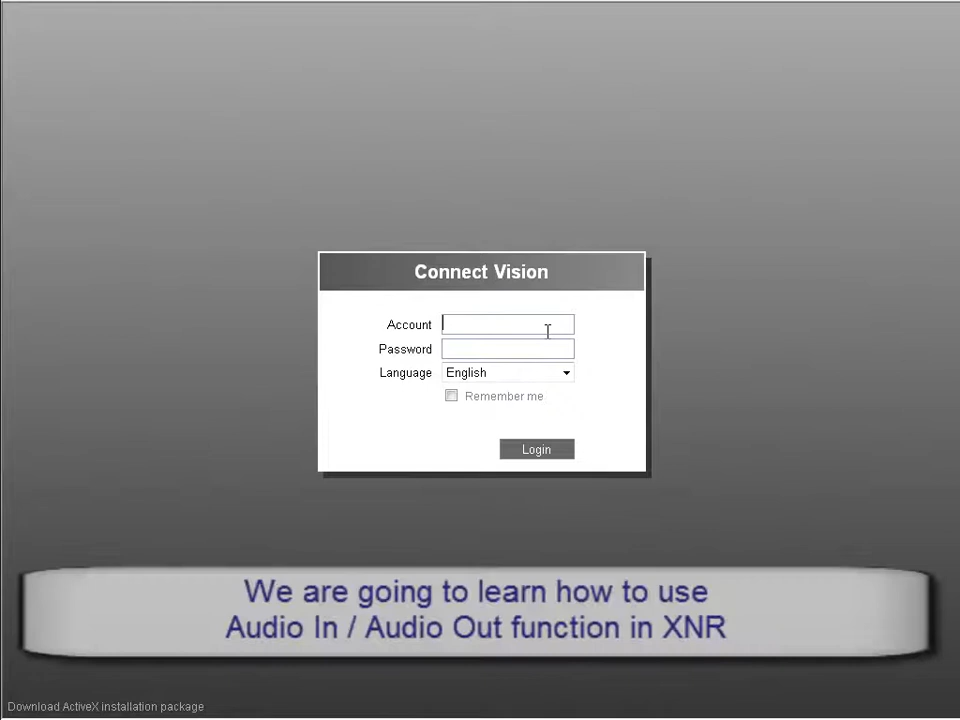 Connect Vision
Account
Password
Language English
Remember me
Login
We are going to learn how to use
Audio In / Audio Out function in XNR
Download ActiveX installation package